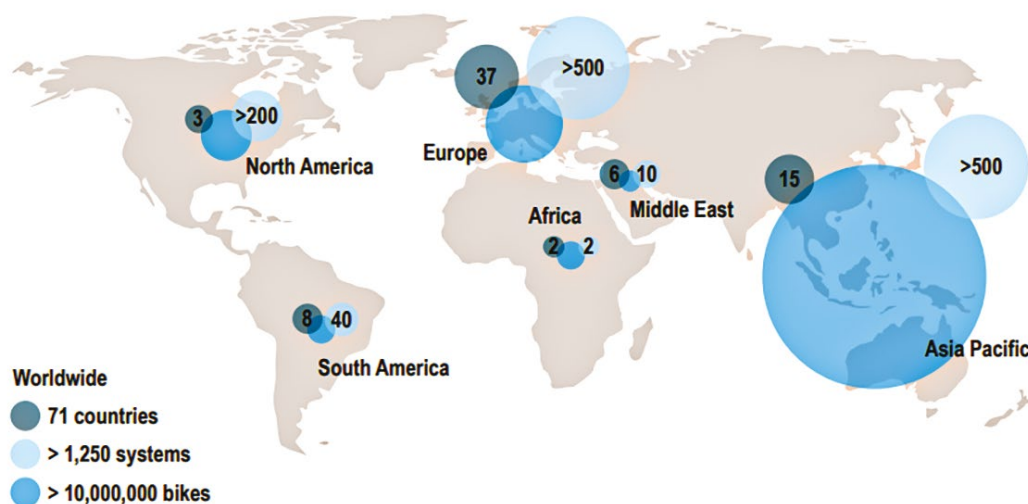 37
>500
3
>200
North America
Europe
6
10
Middle East
15
>500
Africa
2
2
8
40
South America
Asia Pacific
Worldwide
71 countries
> 1,250 systems
> 10,000,000 bikes